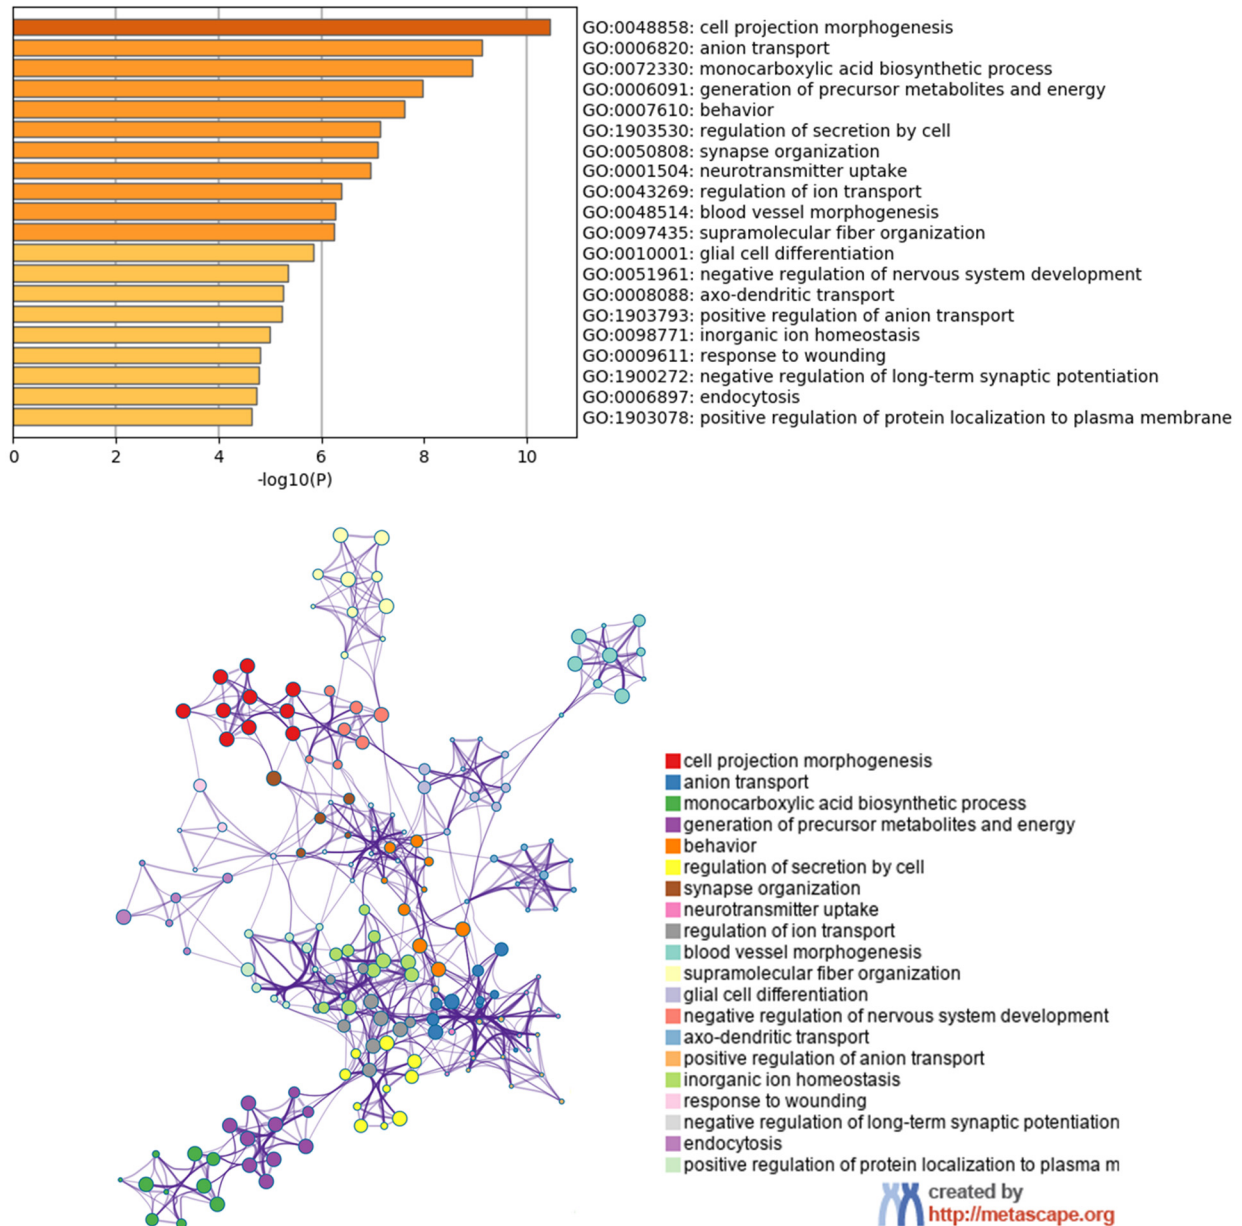 GO:0048858: cell projection morphogenesis
GO:0006820: anion transport
GO:0072330: monocarboxylic acid biosynthetic process
GO:0006091: generation of precursor metabolites and energy
GO:0007610: behavior
GO:1903530: regulation of secretion by cell
GO:0050808: synapse organization
GO:0001504: neurotransmitter uptake
GO:0043269: regulation of ion transport
GO:0048514: blood vessel morphogenesis
GO:0097435: supramolecular fiber organization
GO:0010001: glial cell differentiation
GO:0051961: negative regulation of nervous system development
GO:0008088: axo-dendritic transport
GO:1903793: positive regulation of anion transport
GO:0098771: inorganic ion homeostasis
GO:0009611: response to wounding
GO:1900272: negative regulation of long-term synaptic potentiation
GO:0006897: endocytosis
GO:1903078: positive regulation of protein localization to plasma membrane
0 2 4 6 8 10
-log10(P)
cell projection morphogenesis
anion transport
monocarboxylic acid biosynthetic process
generation of precursor metabolites and energy
behavior
regulation of secretion by cell
synapse organization
neurotransmitter uptake
regulation of ion transport
blood vessel morphogenesis
supramolecular fiber organization
glial cell differentiation
negative regulation of nervous system development
axo-dendritic transport
positive regulation of anion transport
inorganic ion homeostasis
response to wounding
negative regulation of long-term synaptic potentiation
endocytosis
positive regulation of protein localization to plasma m
created by
http://metascape.org